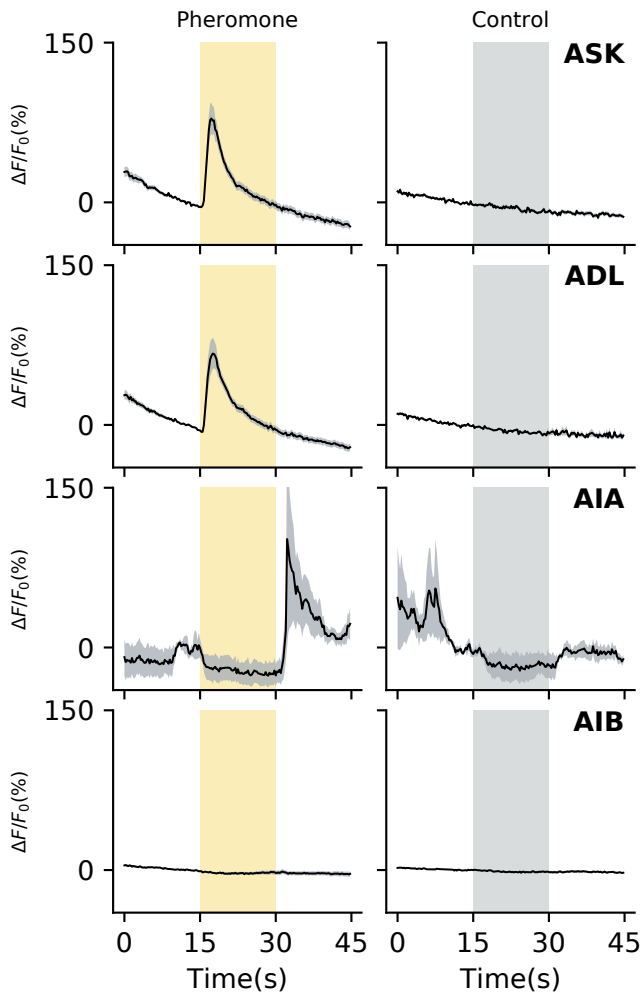 Pheromone Control
150 ASK
ΔF/F0(%)
0
150 ADL
ΔF/F0(%)
0
150 AIA
ΔF/F0(%)
0
150 AIB
ΔF/F0(%)
0
0 15 30 45 0 15 30 45
Time(s) Time(s)